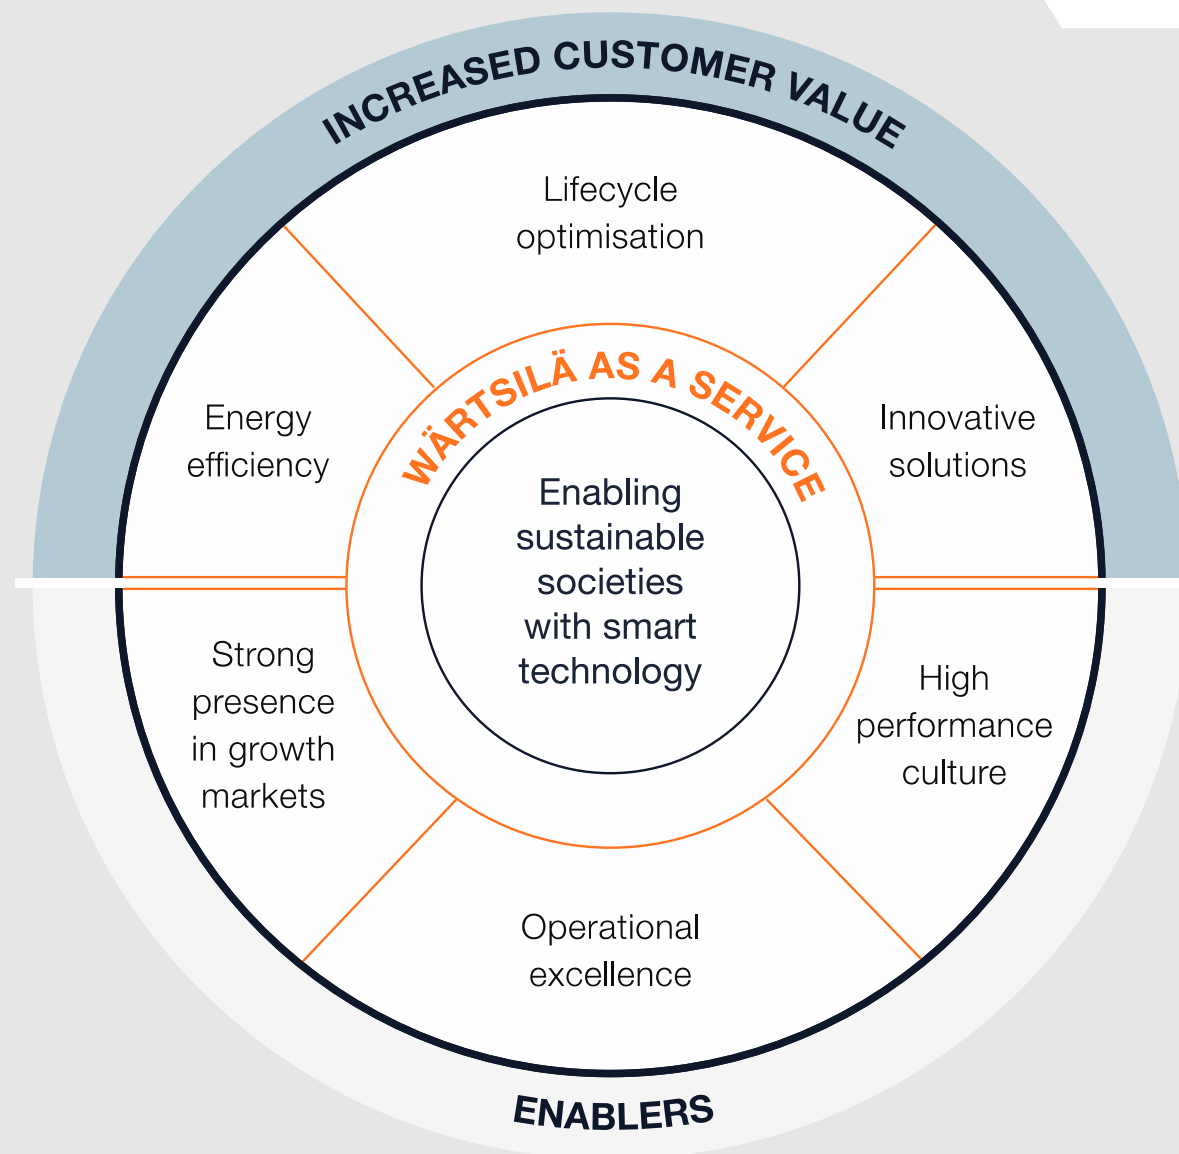 INCREASED CUSTOMER VALUE
Lifecycle
optimisation
Energy
efficiency
WÄRTSILÄ AS A SERVICE
Innovative
solutions
Enabling
sustainable
societies
with smart
technology
Strong
presence
in growth
markets
High
performance
culture
Operational
excellence
ENABLERS